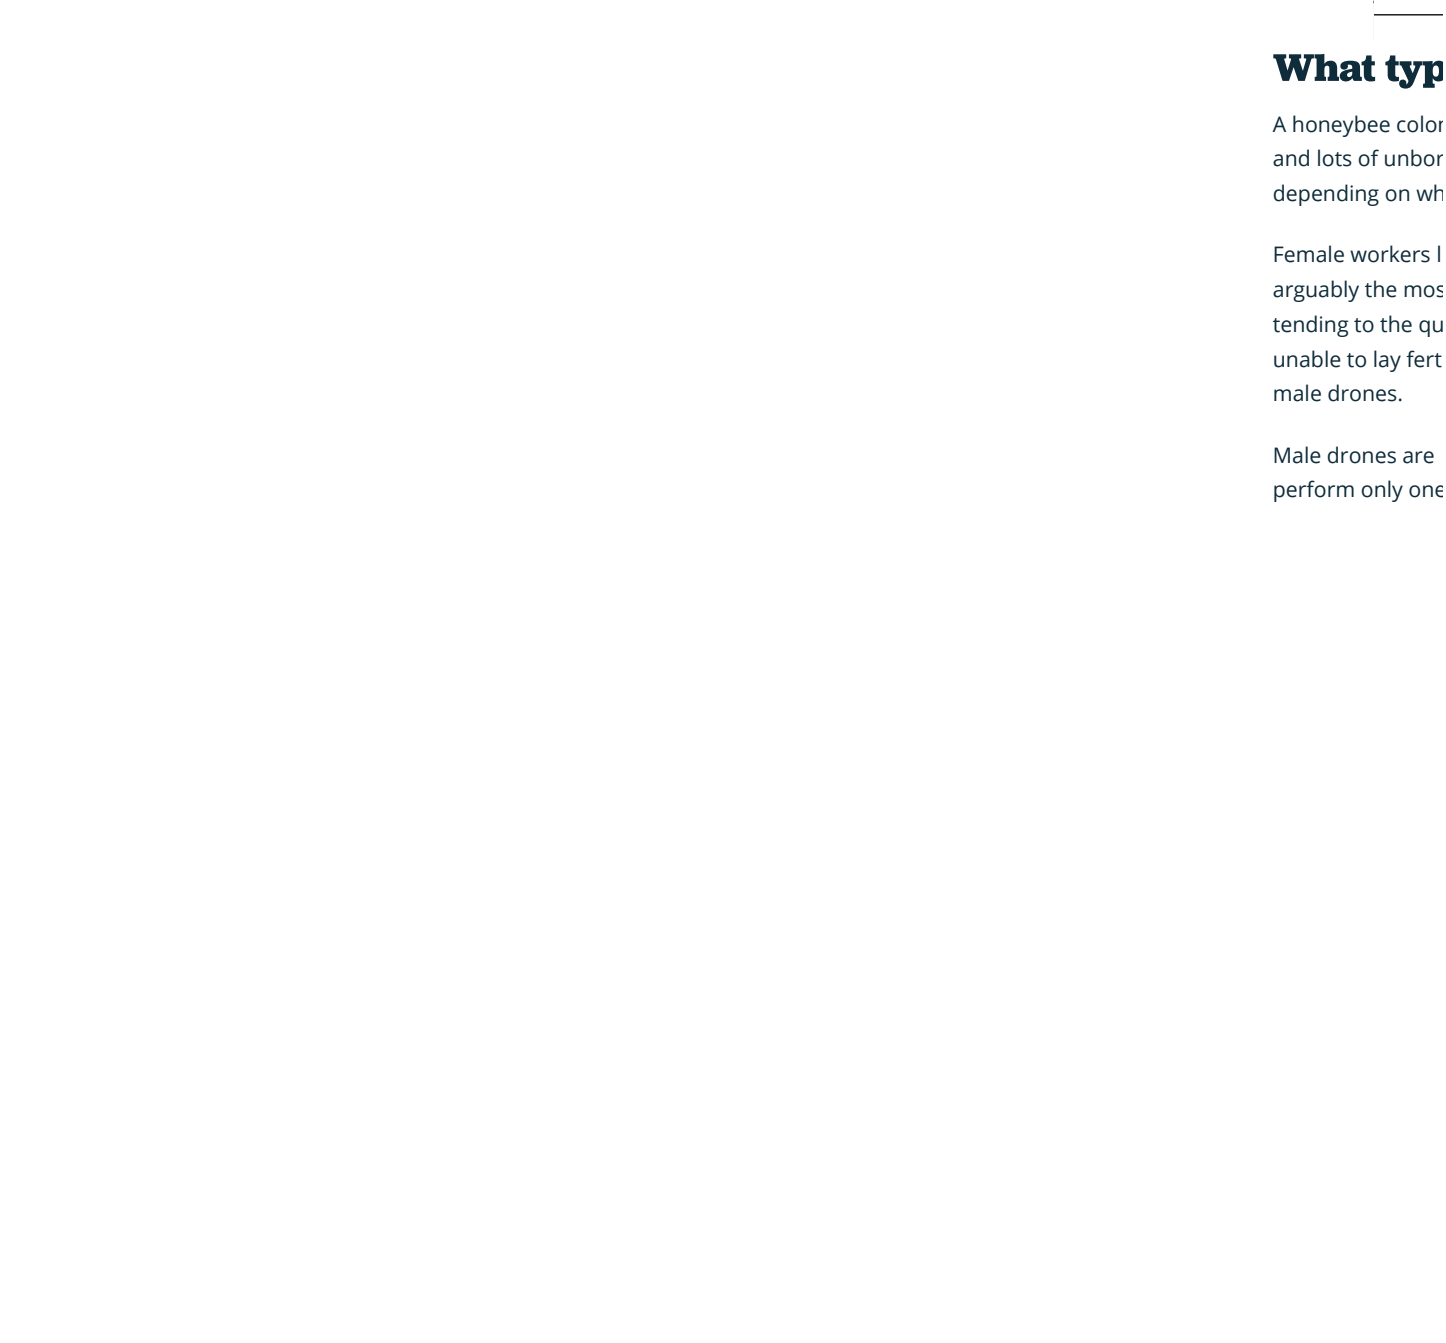 What typ
A honeybee color
and lots of unbor
depending on wh
Female workers l
arguably the mos
tending to the qu
unable to lay fert
male drones.
Male drones are
perform only one